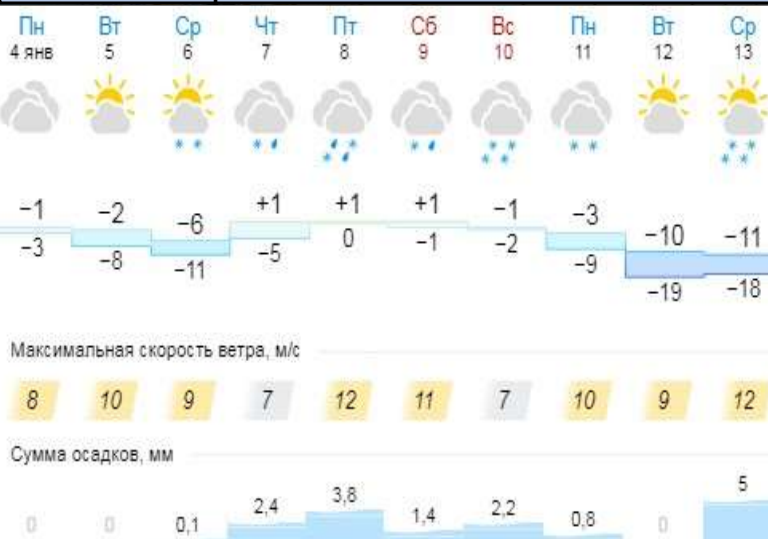 Пн Вт Ср Чт Пт Сб Вс Пн Вт Ср
4 янв 5 6 7 8 9 10 11 12 13
−1 −2 −6 +1 +1 +1 −1 −3 −10 −11
−3 −8 −11 −5 0 −1 −2 −9 −19 −18
Максимальная скорость ветра, м/с
8 10 9 7 12 11 7 10 9 12
Сумма осадков, мм
0 0 0,1 2,4 3,8 1,4 2,2 0,8 0 5